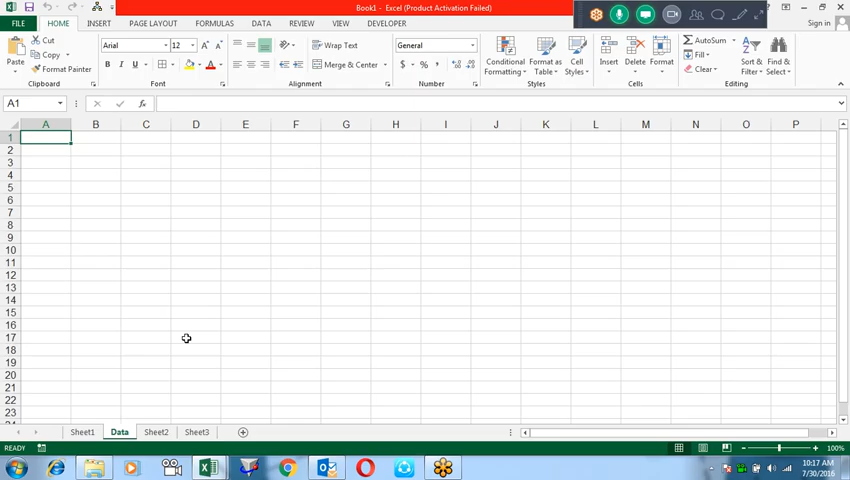 Book1 - Excel (Product Activation Failed)
Sign in
FILE HOME INSERT PAGE LAYOUT FORMULAS DATA REVIEW VIEW DEVELOPER
Cut
Copy
Format Painter
Paste
Clipboard
Arial 12
B I U
A A
Font
Wrap Text
Merge & Center
Alignment
General
$ % ,
Number
Conditional Formatting
Format as Table
Cell Styles
Styles
Insert Delete Format
Cells
AutoSum
Fill
Clear
Sort & Filter
Find & Select
Editing
A1
fx
A B C D E F G H I J K L M N O P
1
2
3
4
5
6
7
8
9
10
11
12
13
14
15
16
17
18
19
20
21
22
23
Sheet1 Data Sheet2 Sheet3
READY
100%
10:17 AM
7/30/2016